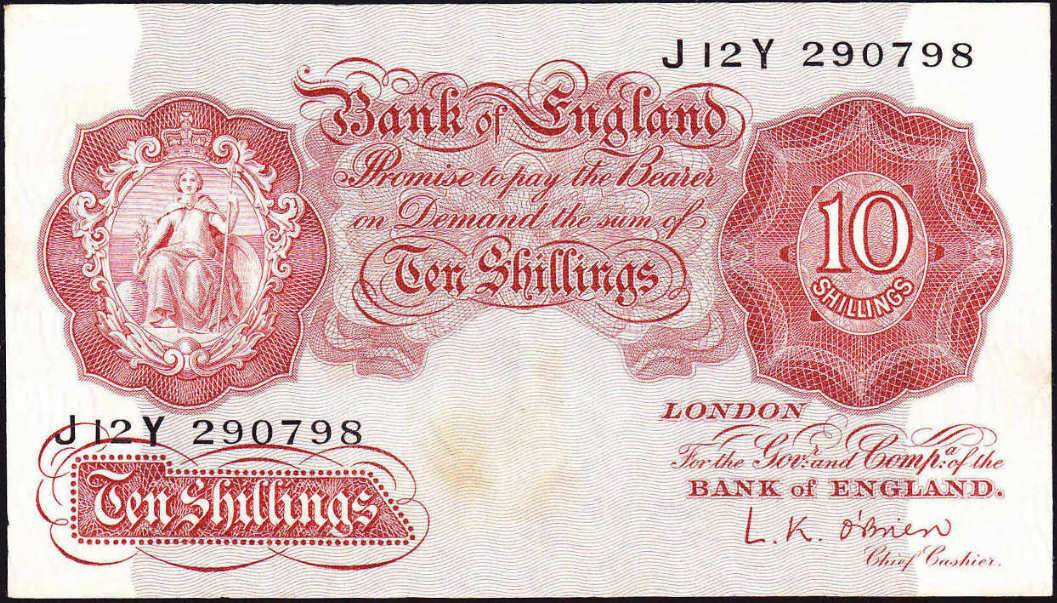 J12Y 290798
Bank of England
Promise to pay the Bearer
on Demand the sum of
Ten Shillings
10
SHILLINGS
J12Y 290798
Ten Shillings
LONDON
For the Govr. and Compa. of the
BANK of ENGLAND.
L. K. O'Brien
Chief Cashier.